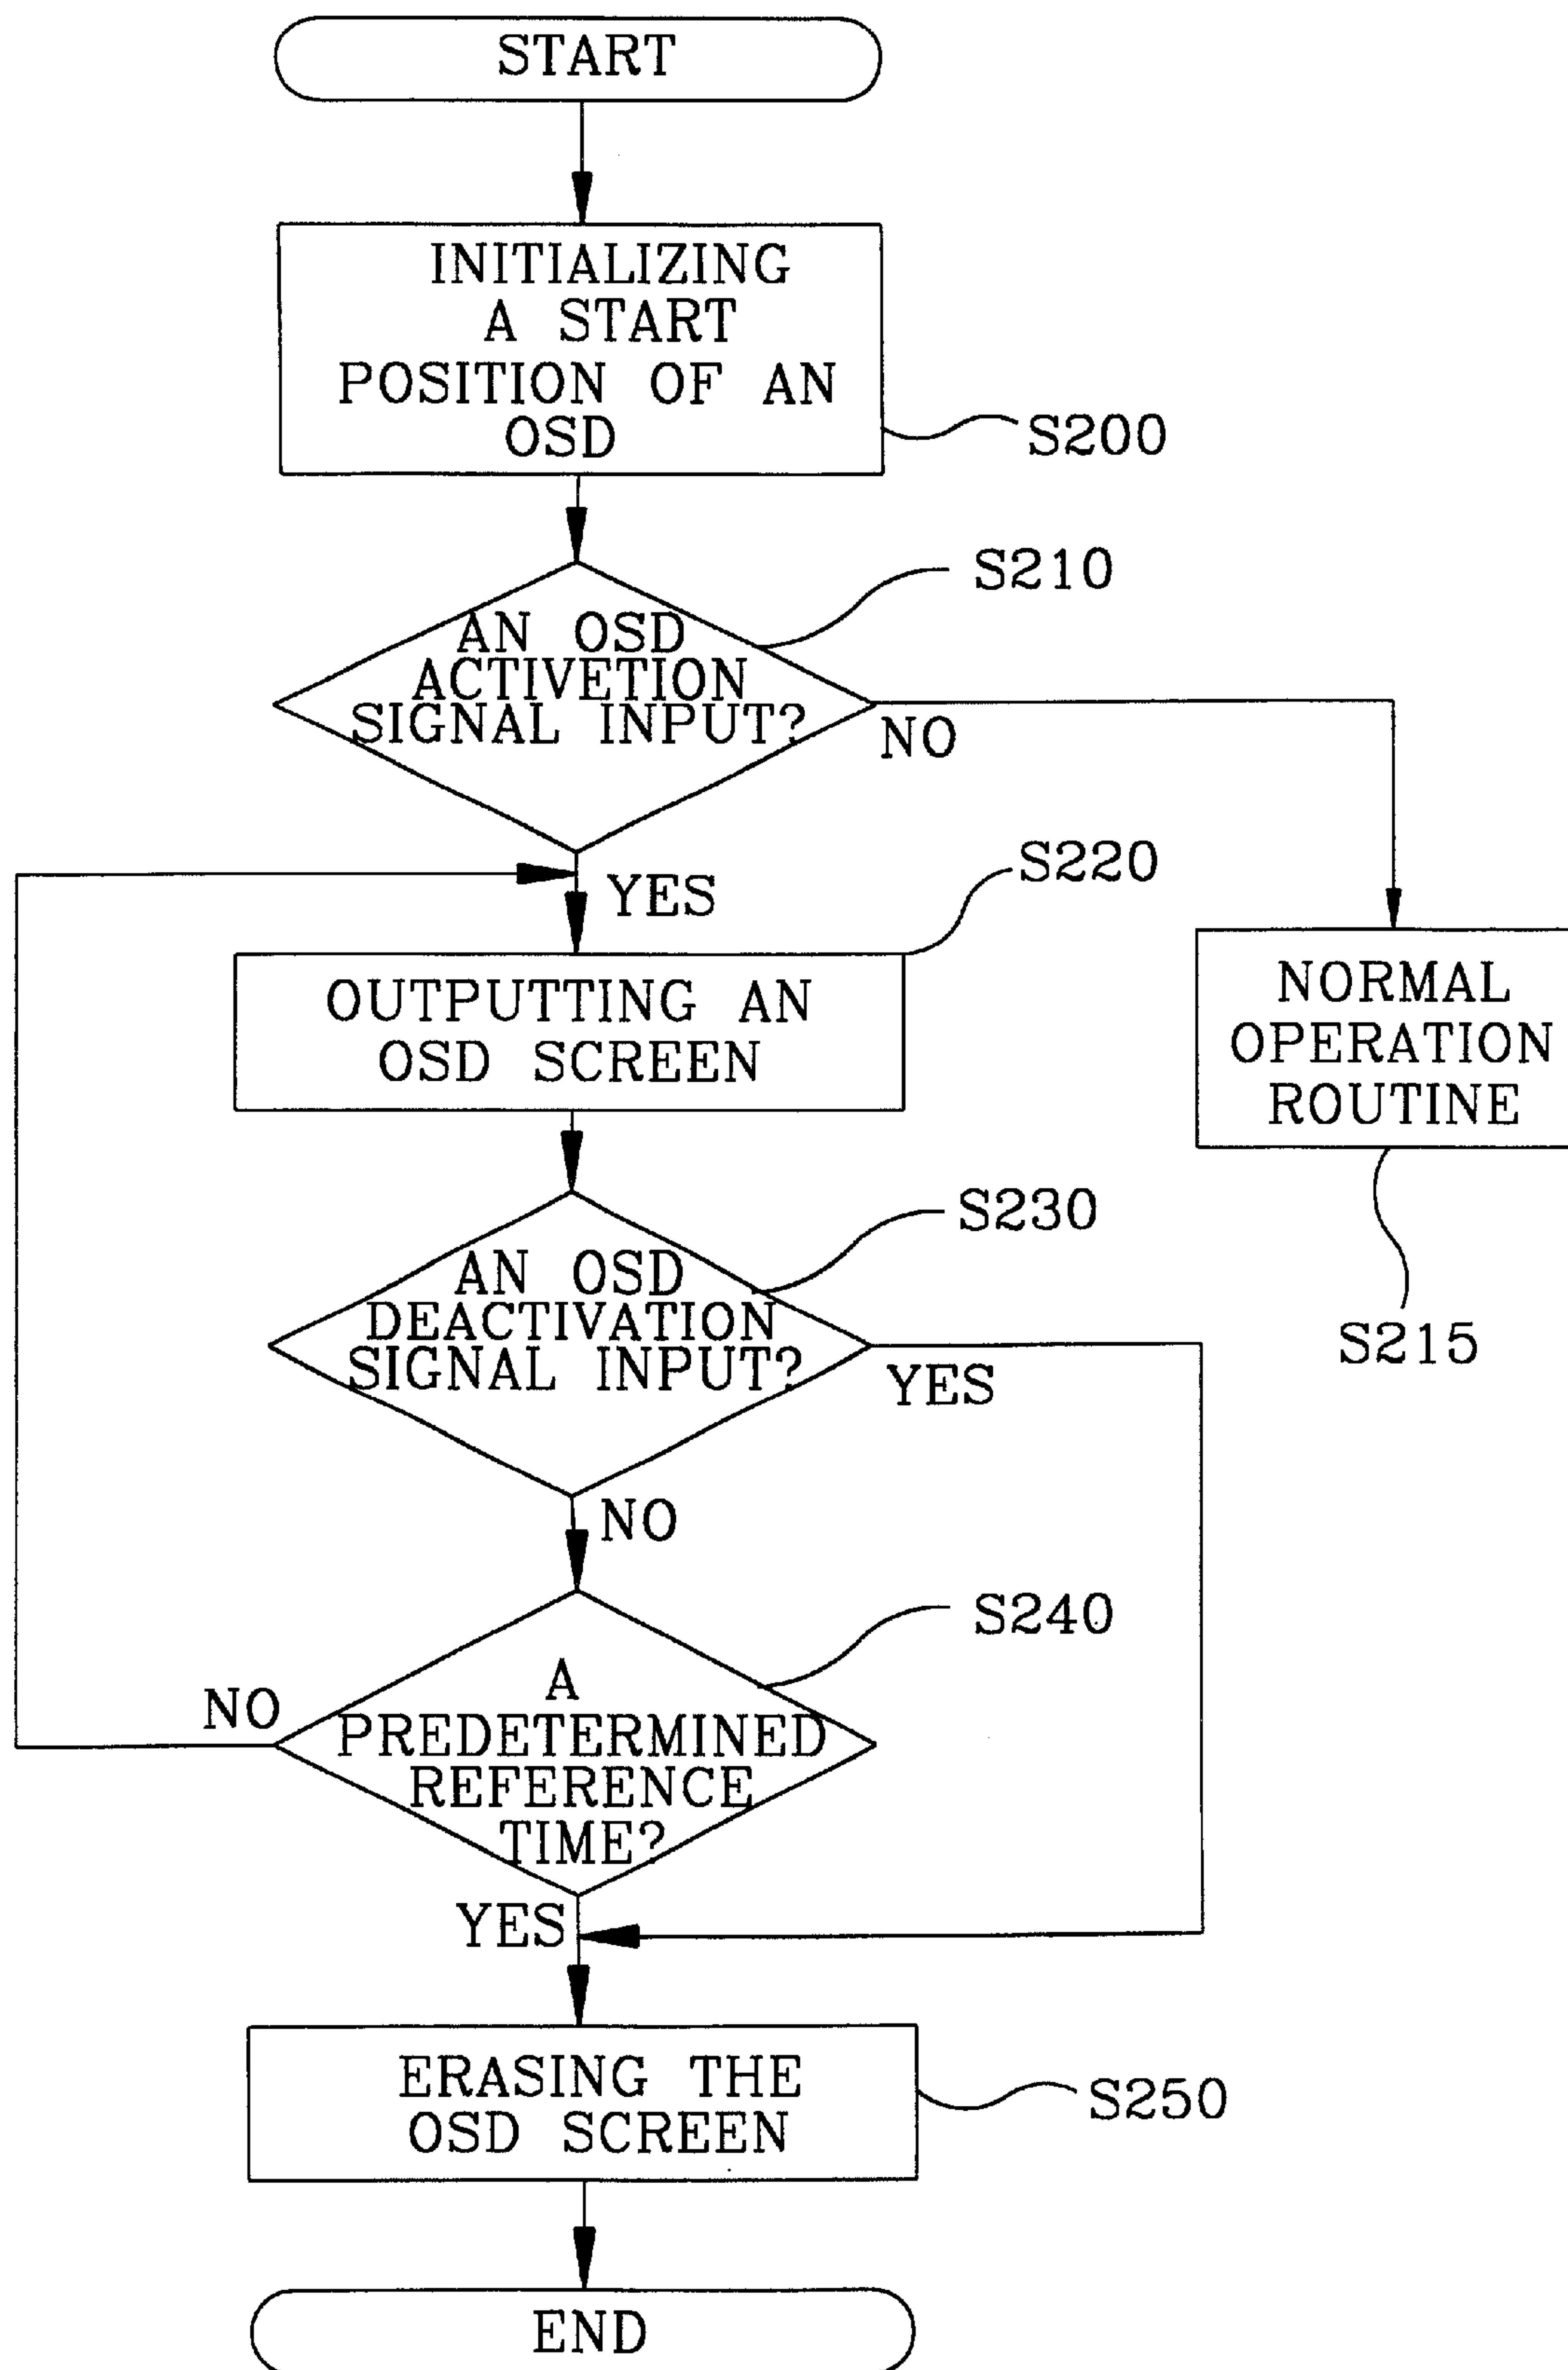 START
INITIALIZING
A START
POSITION OF AN
OSD
S200
S210
AN OSD
ACTIVETION
SIGNAL INPUT?
NO
YES
S220
OUTPUTTING AN
OSD SCREEN
NORMAL
OPERATION
ROUTINE
S215
S230
AN OSD
DEACTIVATION
SIGNAL INPUT?
YES
NO
S240
A
PREDETERMINED
REFERENCE
TIME?
NO
YES
ERASING THE
OSD SCREEN
S250
END